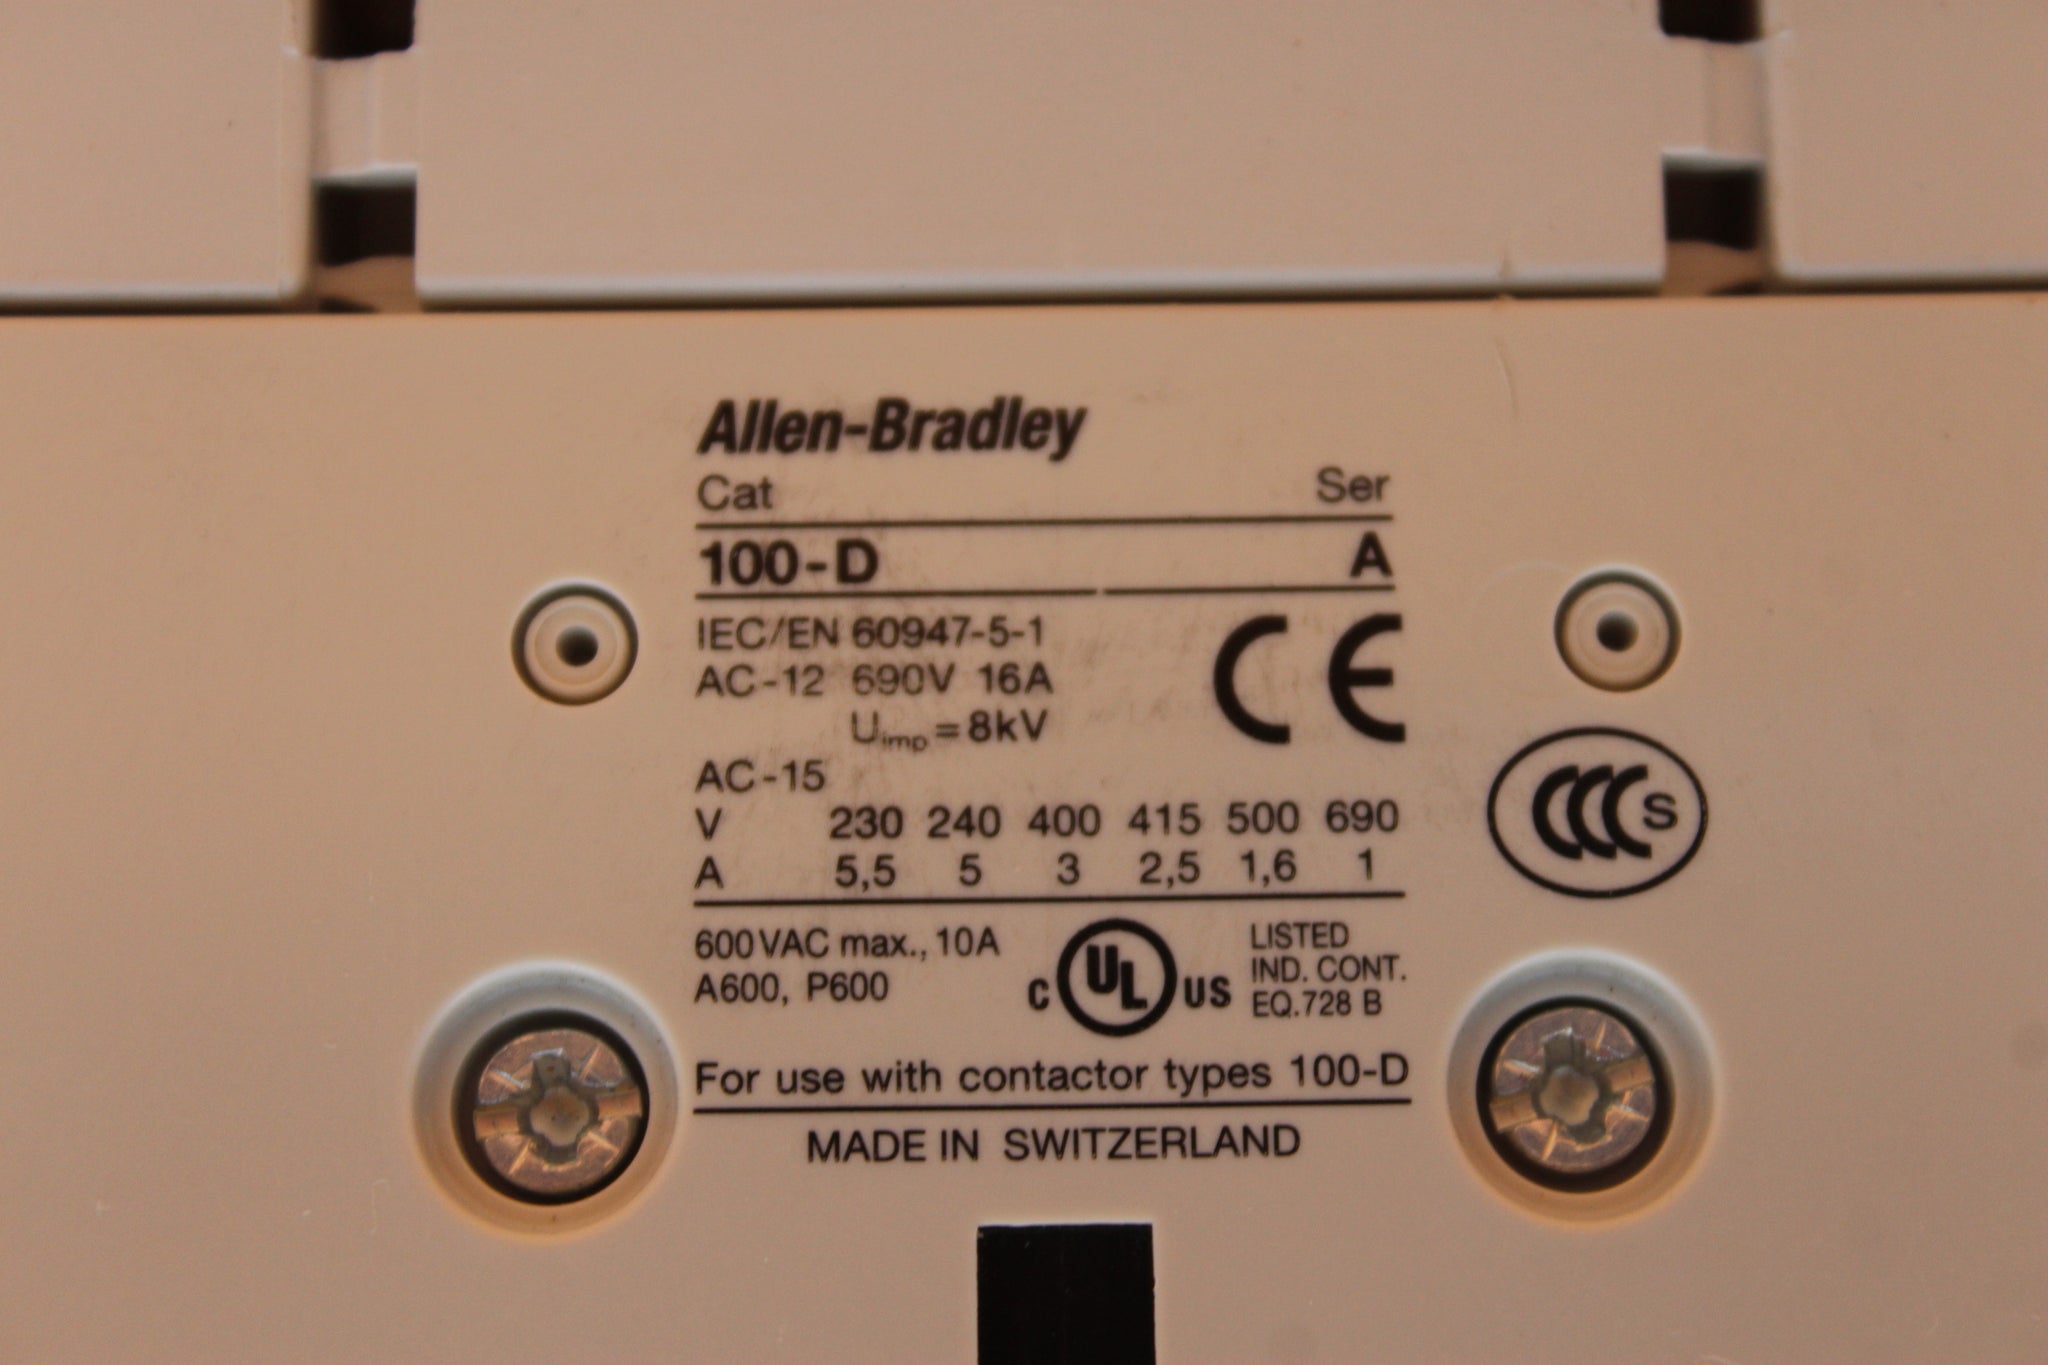 Allen-Bradley
Cat Ser
100-D A
IEC/EN 60947-5-1
AC-12 690V 16A
Uimp=8kV
CE
AC-15
V 230 240 400 415 500 690
A 5,5 5 3 2,5 1,6 1
CCC S
600VAC max., 10A
A600, P600
C UL US
LISTED
IND. CONT.
EQ.728 B
For use with contactor types 100-D
MADE IN SWITZERLAND